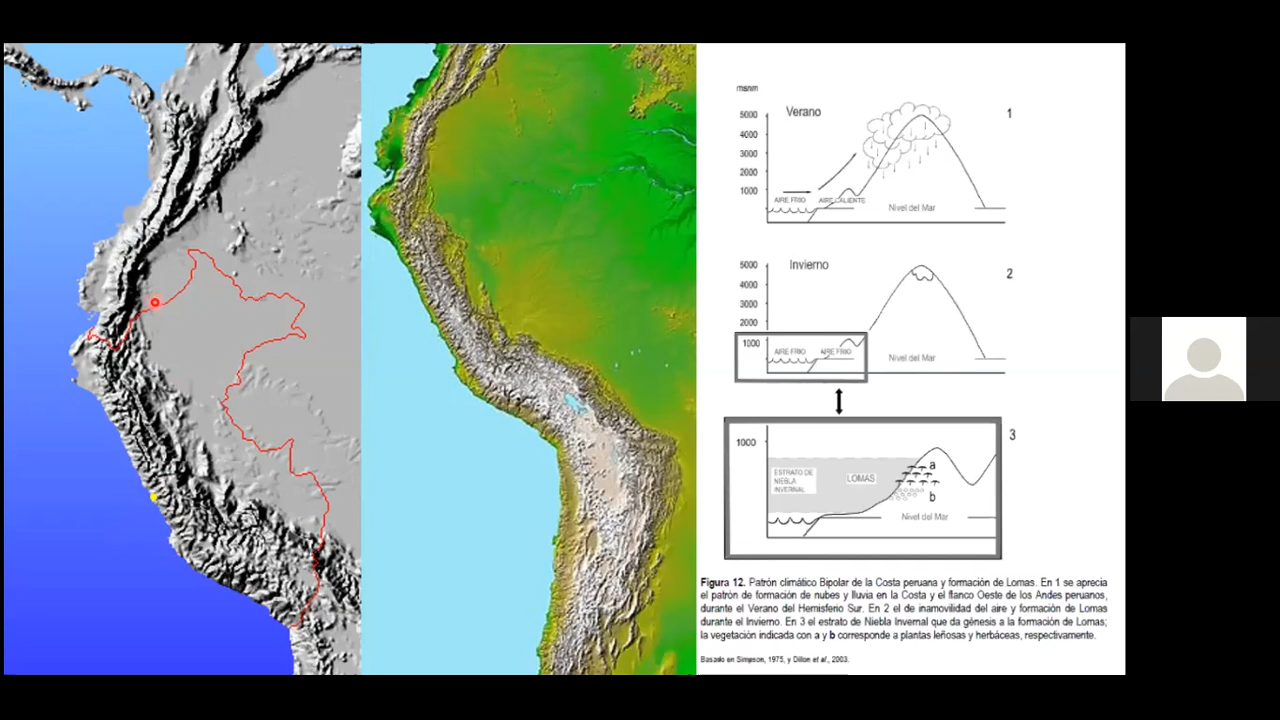 msnm
Verano
1
5000
4000
3000
2000
1000
AIRE FRIO
AIRE CALIENTE
Nivel del Mar
Invierno
2
5000
4000
3000
2000
1000
AIRE FRIO
AIRE FRIO
Nivel del Mar
3
1000
ESTRATO DE
NIEBLA
INVERNAL
LOMAS
a
b
Nivel del Mar
Figura 12. Patrón climático Bipolar de la Costa peruana y formación de Lomas. En 1 se aprecia
el patrón de formación de nubes y lluvia en la Costa y el flanco Oeste de los Andes peruanos,
durante el Verano del Hemisferio Sur. En 2 el de inamovilidad del aire y formación de Lomas
durante el Invierno. En 3 el estrato de Niebla Invernal que da génesis a la formación de Lomas;
la vegetación indicada con a y b corresponde a plantas leñosas y herbáceas, respectivamente.
Basado en Simpson, 1975, y Dillon et al., 2003.